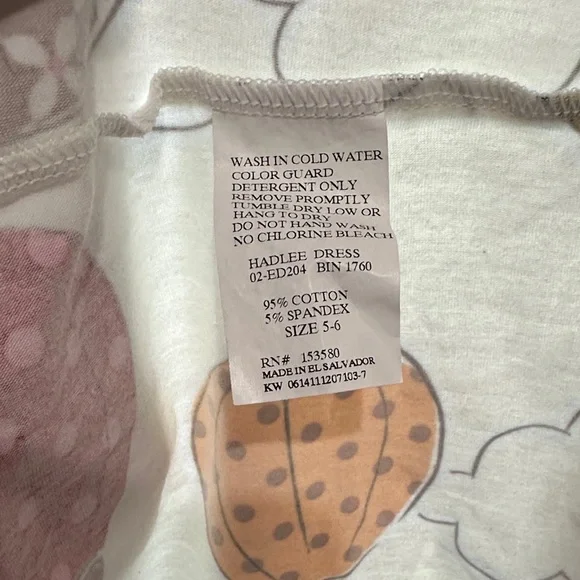 WASH IN COLD WATER
COLOR GUARD
DETERGENT ONLY
REMOVE PROMPTLY
TUMBLE DRY LOW OR
HANG TO DRY
DO NOT HAND WASH
NO CHLORINE BLEACH
HADLEE DRESS
02-ED204 BIN 1760
95% COTTON
5% SPANDEX
SIZE 5-6
RN# 153580
MADE IN EL SALVADOR
KW 0614111207103-7